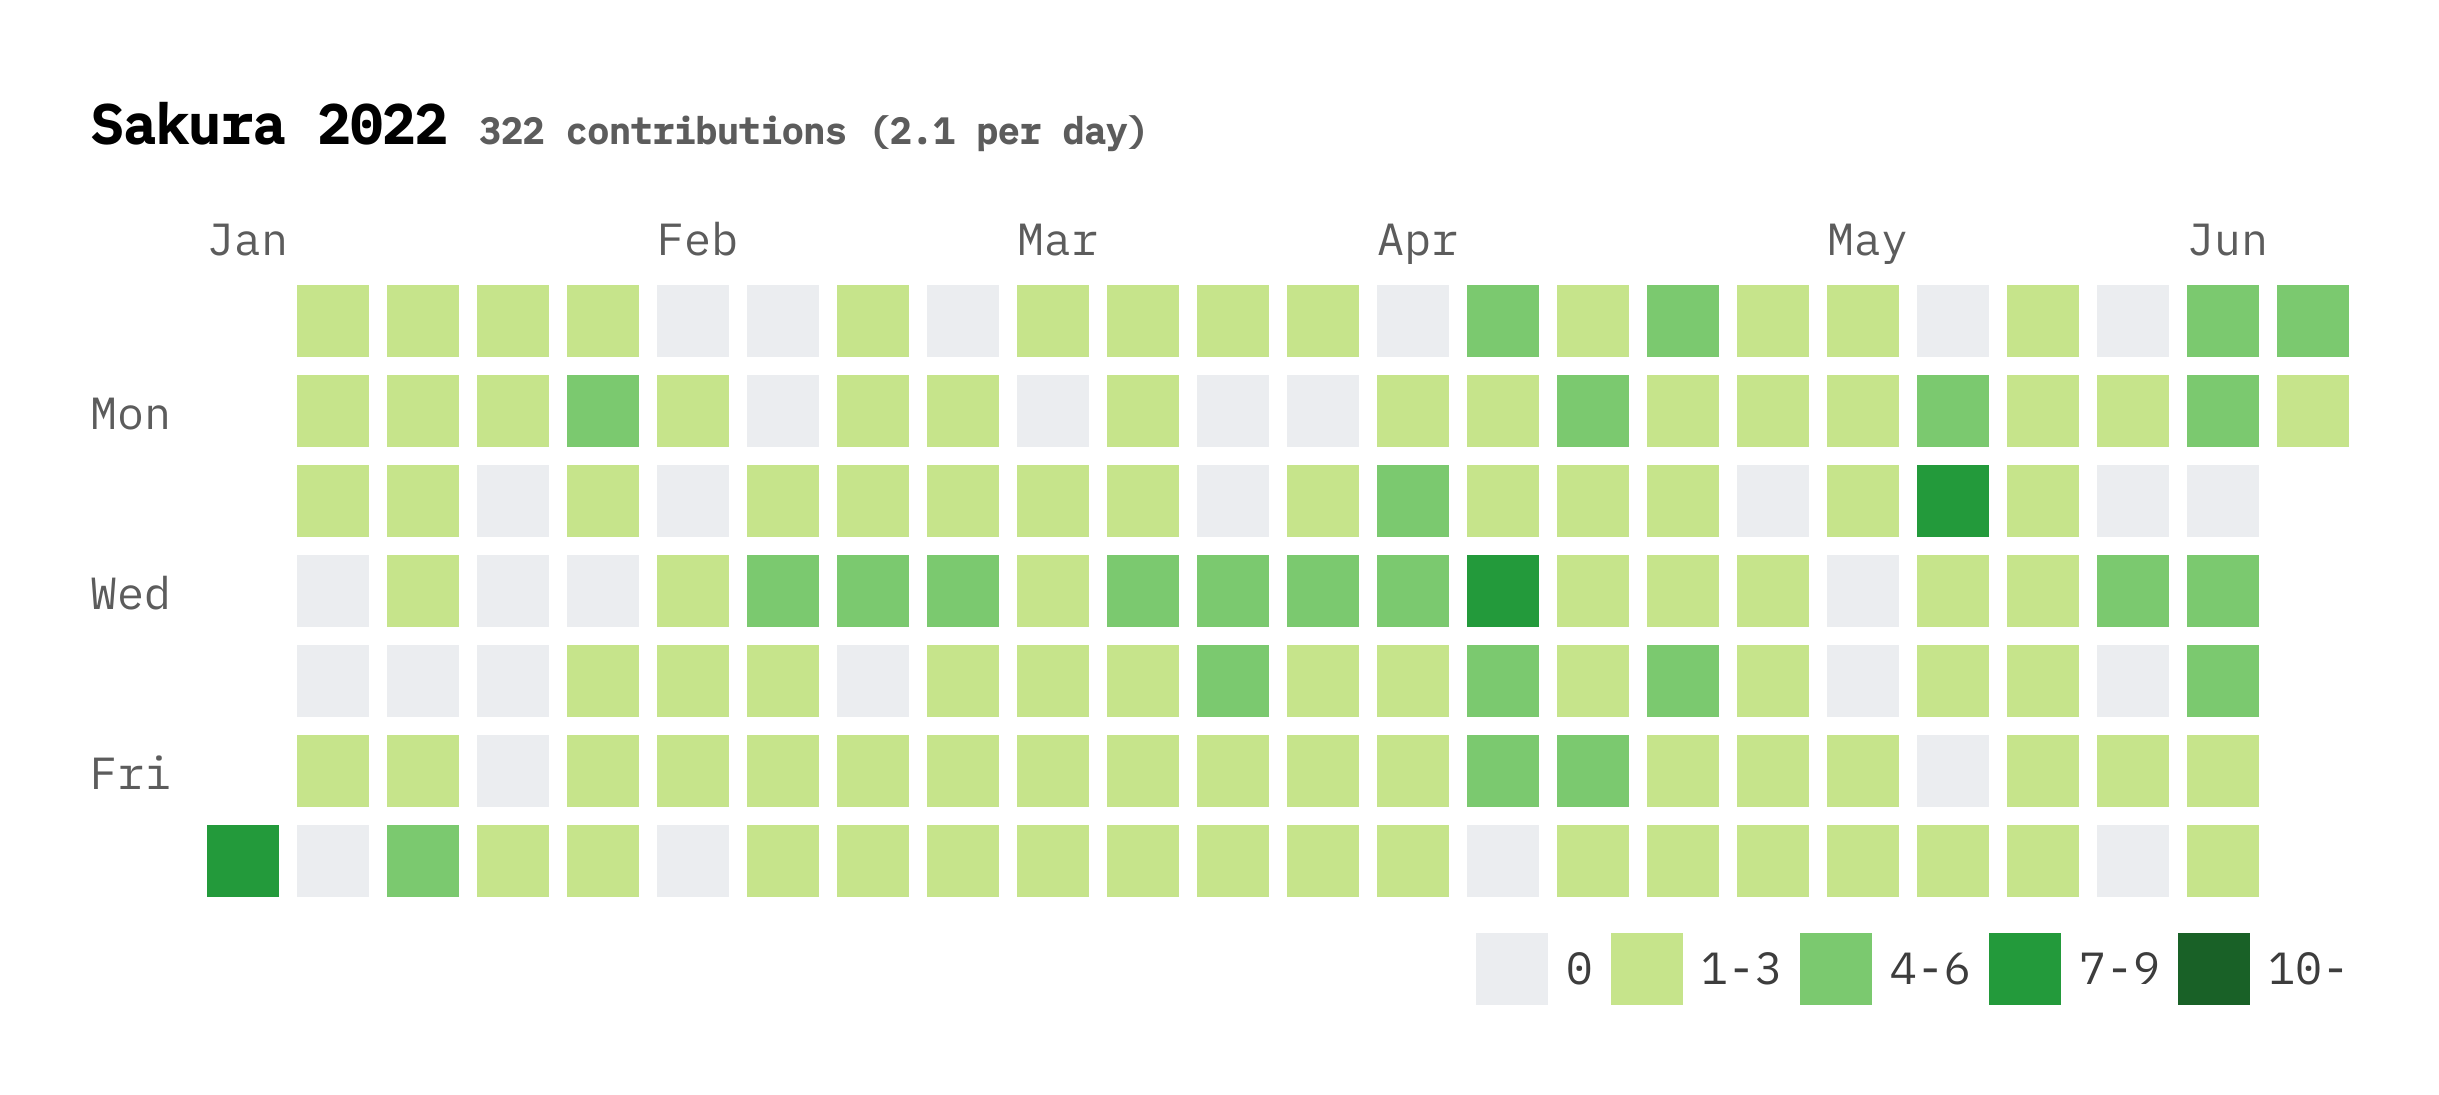 Sakura 2022 322 contributions (2.1 per day)
Jan Feb Mar Apr May Jun
Mon
Wed
Fri
0 1-3 4-6 7-9 10-